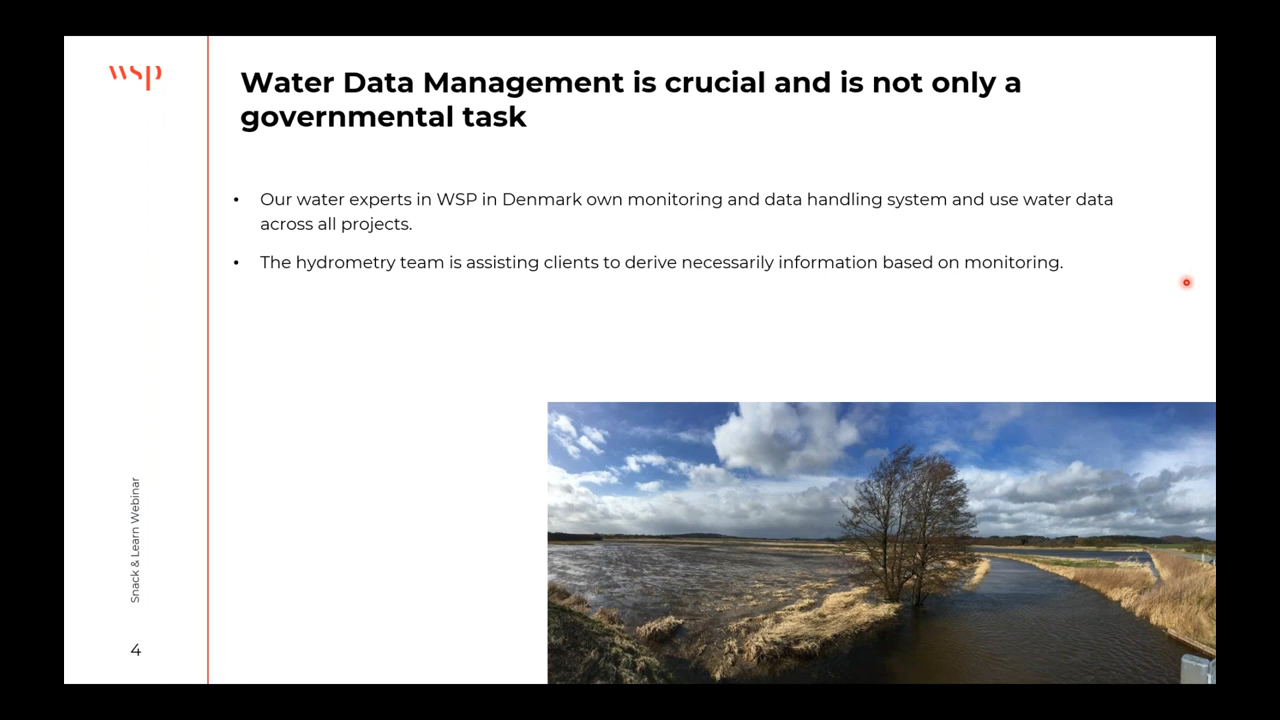 wsp
Water Data Management is crucial and is not only a
governmental task
• Our water experts in WSP in Denmark own monitoring and data handling system and use water data
across all projects.
• The hydrometry team is assisting clients to derive necessarily information based on monitoring.
Snack & Learn Webinar
4